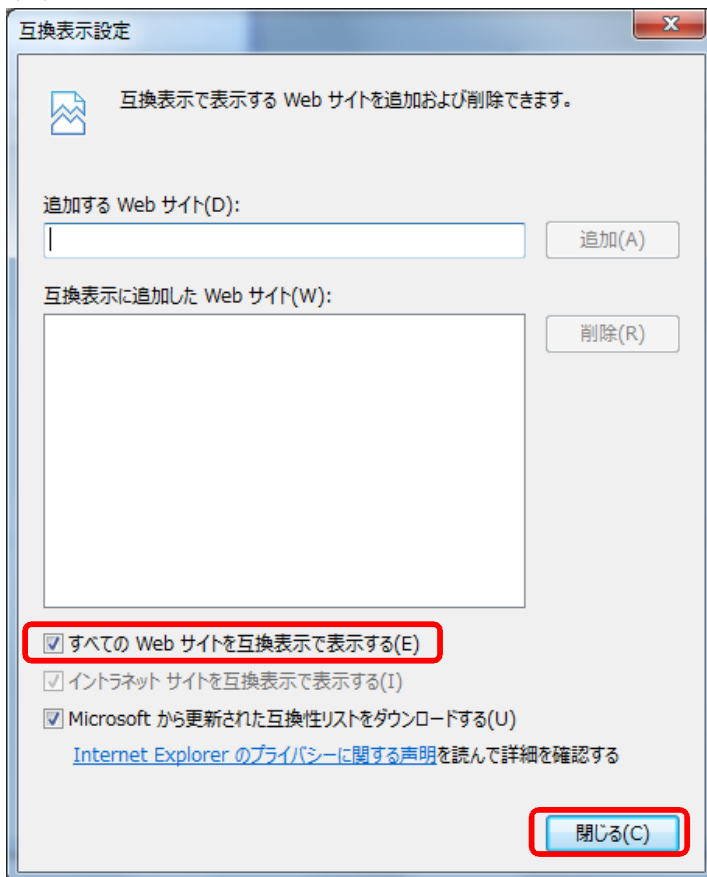 互換表示設定
互換表示で表示する Web サイトを追加および削除できます。
追加する Web サイト(D):
追加(A)
互換表示に追加した Web サイト(W):
削除(R)
すべての Web サイトを互換表示で表示する(E)
イントラネット サイトを互換表示で表示する(I)
Microsoft から更新された互換性リストをダウンロードする(U)
Internet Explorer のプライバシーに関する声明を読んで詳細を確認する
閉じる(C)